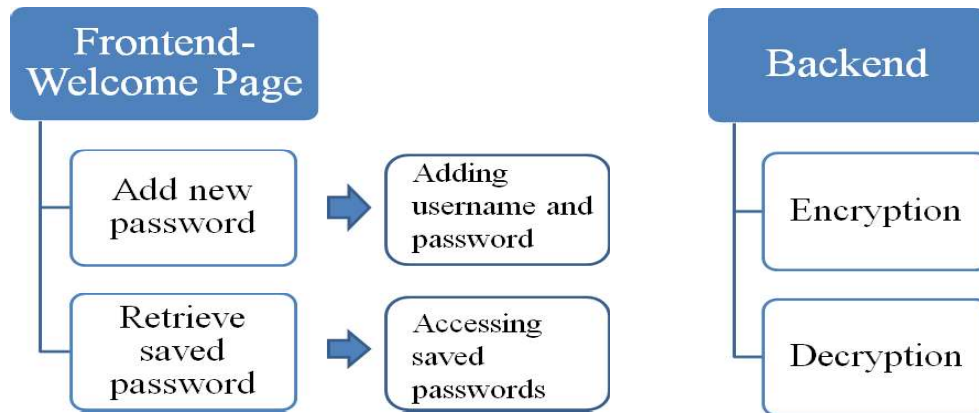 Frontend-
Welcome Page
Add new
password
Adding
username and
password
Retrieve
saved
password
Accessing
saved
passwords
Backend
Encryption
Decryption